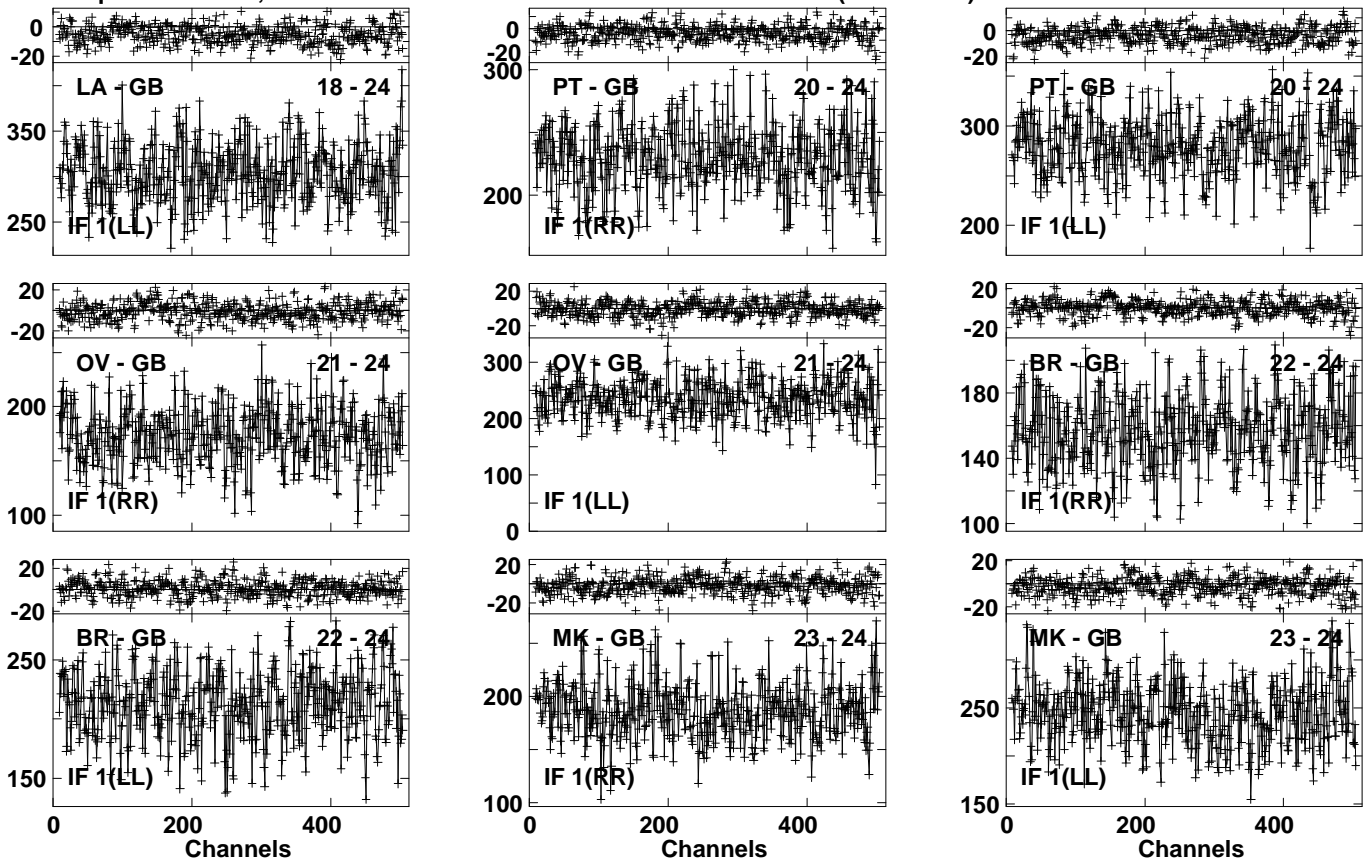 0
-20
LA - GB 18 - 24
350
250
IF 1(LL)
0
-20
300
PT - GB 20 - 24
200
IF 1(RR)
0
-20
PT - GB 20 - 24
300
200
IF 1(LL)
20
-20
OV - GB 21 - 24
200
100
IF 1(RR)
20
-20
OV - GB 21 - 24
300
200
100
0
IF 1(LL)
20
-20
BR - GB 22 - 24
180
140
100
IF 1(RR)
20
-20
BR - GB 22 - 24
250
150
IF 1(LL)
0 200 400
Channels
20
-20
MK - GB 23 - 24
200
100
IF 1(RR)
0 200 400
Channels
20
-20
MK - GB 23 - 24
250
150
IF 1(LL)
0 200 400
Channels